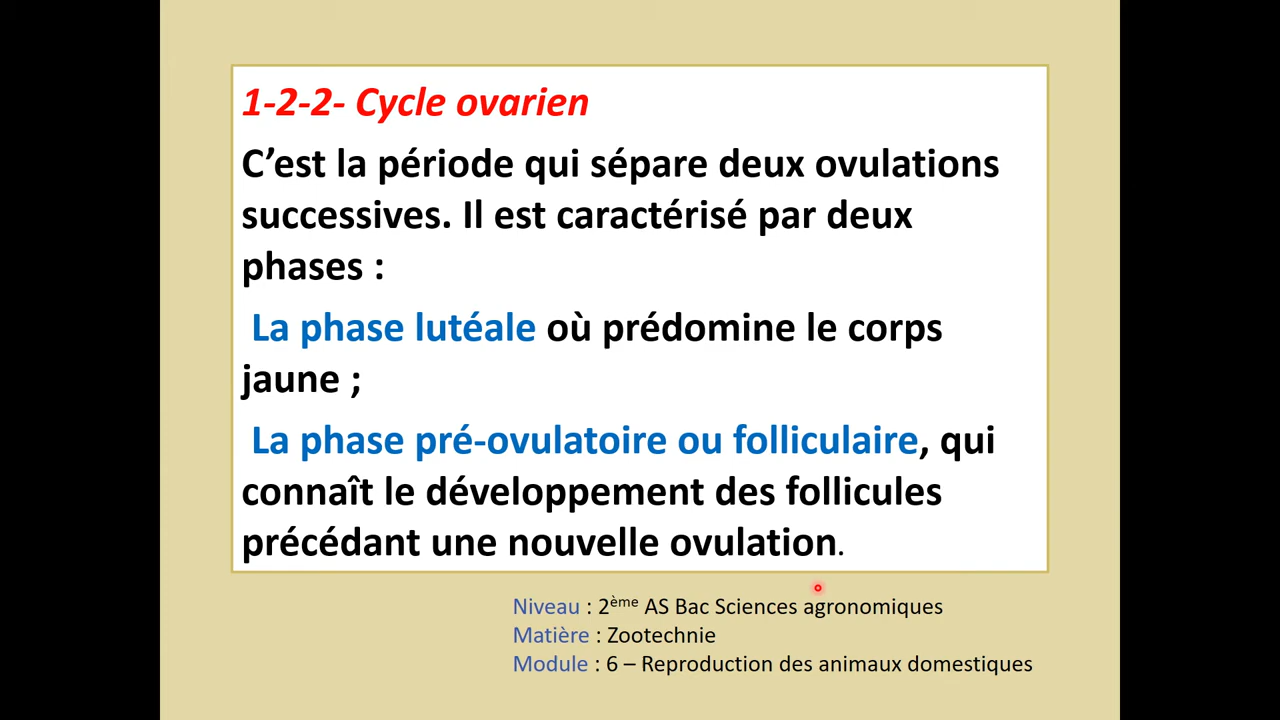 1-2-2- Cycle ovarien
C’est la période qui sépare deux ovulations
successives. Il est caractérisé par deux
phases :
La phase lutéale où prédomine le corps
jaune ;
La phase pré-ovulatoire ou folliculaire, qui
connaît le développement des follicules
précédant une nouvelle ovulation.
Niveau : 2ème AS Bac Sciences agronomiques
Matière : Zootechnie
Module : 6 – Reproduction des animaux domestiques